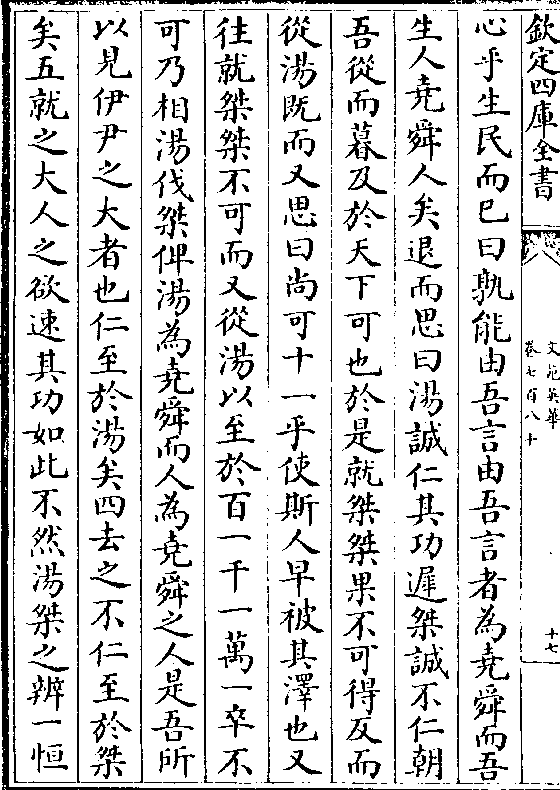 欽定四庫全書
文苑英華
卷七百八十
十七
心乎生民而巳曰孰能由吾言由吾言者為堯舜而吾
生人堯舜人矣退而思曰湯誠仁其功遲桀誠不仁朝
吾從而暮及於天下可也於是就桀桀果不可得反而
從湯旣而又思曰尚可十一乎使斯人早被其澤也又
往就桀桀不可而又從湯以至於百一千一萬一卒不
可乃相湯伐桀俾湯為堯舜而人為堯舜之人是吾所
以見伊尹之大者也仁至於湯矣四去之不仁至於桀
矣五就之大人之欲速其功如此不然湯桀之辨一恒